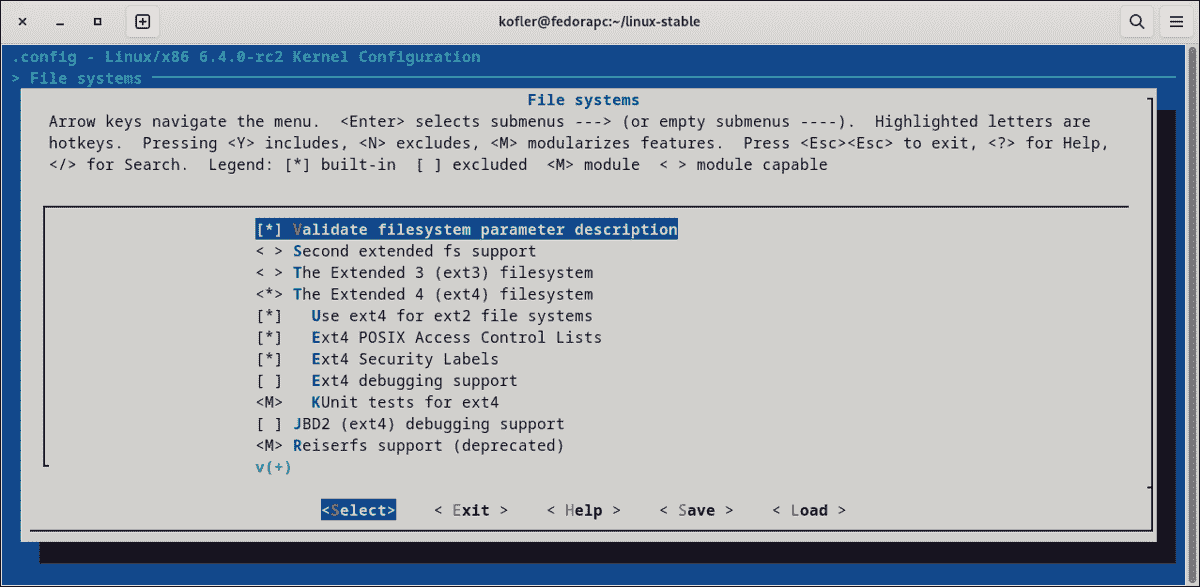 kofler@fedorapc:~/linux-stable
.config - Linux/x86 6.4.0-rc2 Kernel Configuration
> File systems
File systems
Arrow keys navigate the menu.  <Enter> selects submenus ---> (or empty submenus ----).  Highlighted letters are
hotkeys.  Pressing <Y> includes, <N> excludes, <M> modularizes features.  Press <Esc><Esc> to exit, <?> for Help,
</> for Search.  Legend: [*] built-in  [ ] excluded  <M> module  < > module capable
[*] Validate filesystem parameter description
< > Second extended fs support
< > The Extended 3 (ext3) filesystem
<*> The Extended 4 (ext4) filesystem
[*]   Use ext4 for ext2 file systems
[*]   Ext4 POSIX Access Control Lists
[*]   Ext4 Security Labels
[ ]   Ext4 debugging support
<M>   KUnit tests for ext4
[ ] JBD2 (ext4) debugging support
<M> Reiserfs support (deprecated)
v(+)
<Select>    < Exit >    < Help >    < Save >    < Load >